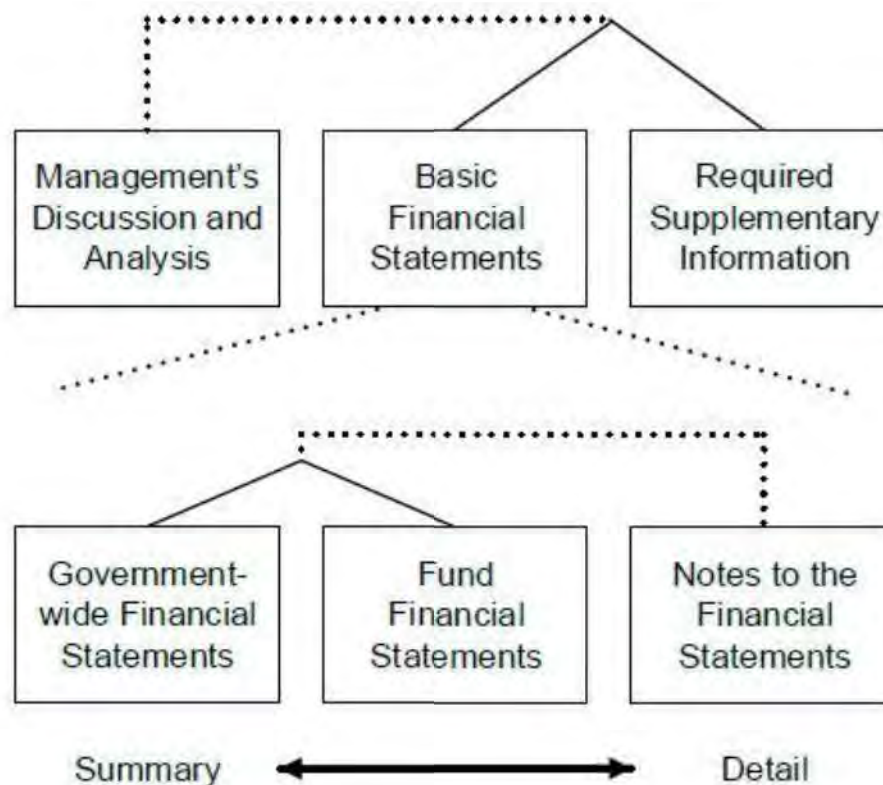 Management's
Discussion and
Analysis
Basic
Financial
Statements
Required
Supplementary
Information
Government-
wide Financial
Statements
Fund
Financial
Statements
Notes to the
Financial
Statements
Summary
Detail